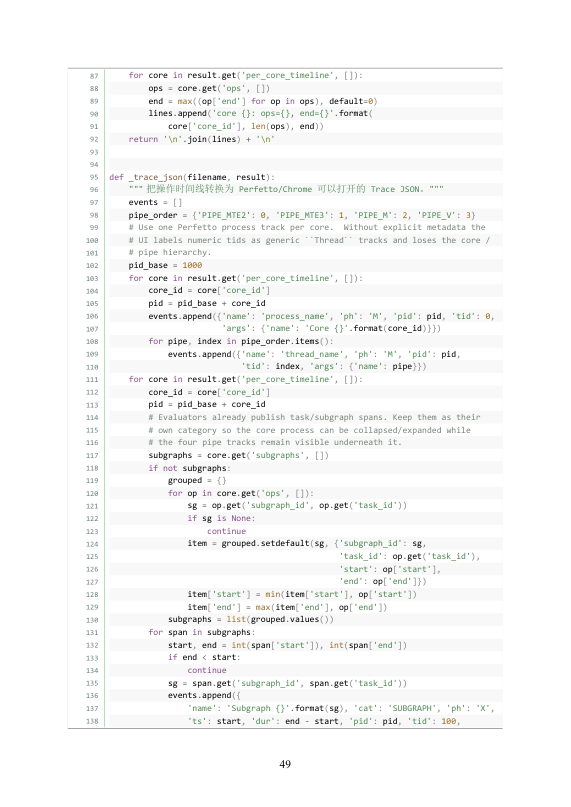 87 for core in result.get('per_core_timeline', []):
88 ops = core.get('ops', [])
89 end = max((op['end'] for op in ops), default=0)
90 lines.append('core {}: ops={}, end={}'.format(
91 core['core_id'], len(ops), end))
92 return '\n'.join(lines) + '\n'
93
94
95 def _trace_json(filename, result):
96 """ 把操作时间线转换为 Perfetto/Chrome 可以打开的 Trace JSON. """
97 events = []
98 pipe_order = {'PIPE_MTE2': 0, 'PIPE_MTE3': 1, 'PIPE_M': 2, 'PIPE_V': 3}
99 # Use one Perfetto process track per core.  Without explicit metadata the
100 # UI labels numeric tids as generic ``Thread`` tracks and loses the core /
101 # pipe hierarchy.
102 pid_base = 1000
103 for core in result.get('per_core_timeline', []):
104 core_id = core['core_id']
105 pid = pid_base + core_id
106 events.append({'name': 'process_name', 'ph': 'M', 'pid': pid, 'tid': 0,
107 'args': {'name': 'Core {}'.format(core_id)}})
108 for pipe, index in pipe_order.items():
109 events.append({'name': 'thread_name', 'ph': 'M', 'pid': pid,
110 'tid': index, 'args': {'name': pipe}})
111 for core in result.get('per_core_timeline', []):
112 core_id = core['core_id']
113 pid = pid_base + core_id
114 # Evaluators already publish task/subgraph spans. Keep them as their
115 # own category so the core process can be collapsed/expanded while
116 # the four pipe tracks remain visible underneath it.
117 subgraphs = core.get('subgraphs', [])
118 if not subgraphs:
119 grouped = {}
120 for op in core.get('ops', []):
121 sg = op.get('subgraph_id', op.get('task_id'))
122 if sg is None:
123 continue
124 item = grouped.setdefault(sg, {'subgraph_id': sg,
125 'task_id': op.get('task_id'),
126 'start': op['start'],
127 'end': op['end']})
128 item['start'] = min(item['start'], op['start'])
129 item['end'] = max(item['end'], op['end'])
130 subgraphs = list(grouped.values())
131 for span in subgraphs:
132 start, end = int(span['start']), int(span['end'])
133 if end < start:
134 continue
135 sg = span.get('subgraph_id', span.get('task_id'))
136 events.append({
137 'name': 'Subgraph {}'.format(sg), 'cat': 'SUBGRAPH', 'ph': 'X',
138 'ts': start, 'dur': end - start, 'pid': pid, 'tid': 100,
49